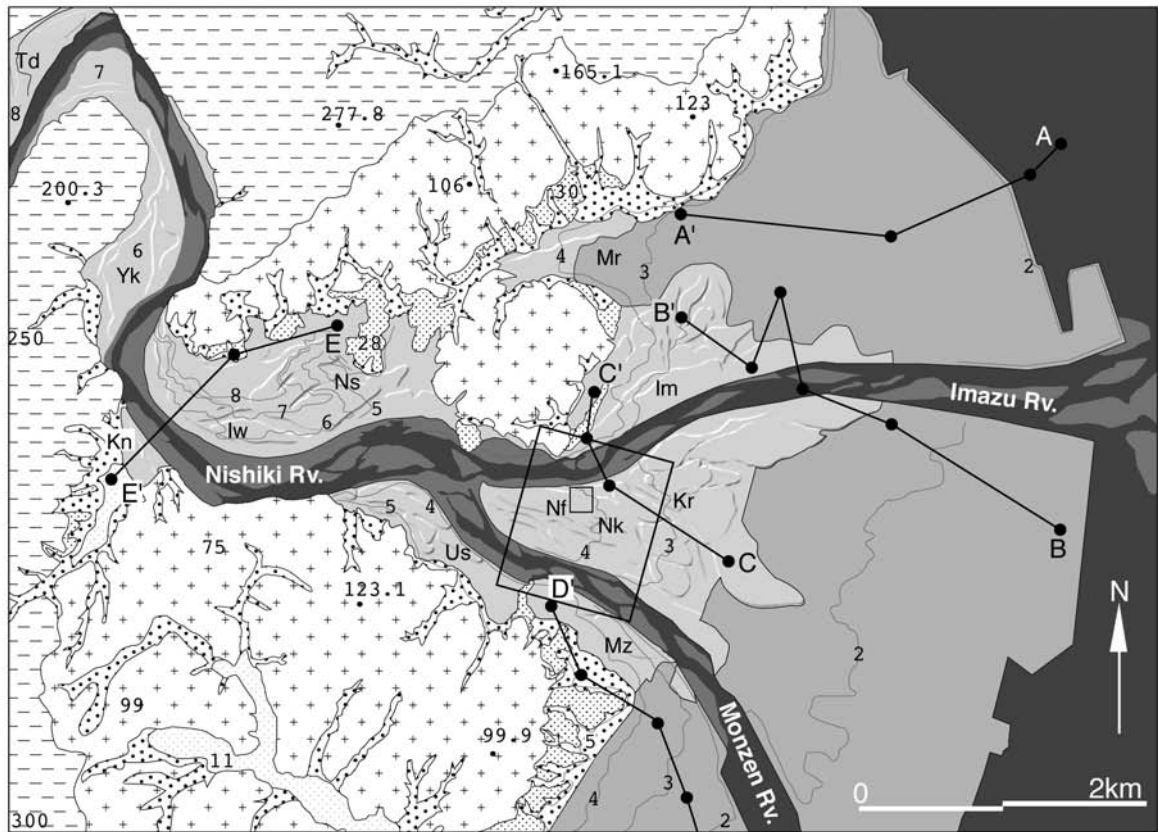 Td
7
165.1
123
A
8
277.8
200.3
106
30
A'
4
Mr
3
2
6
Yk
B'
250
E
28
C'
Im
Imazu Rv.
8
Ns
7
5
6
Iw
Kn
E'
Nishiki Rv.
Nf
Kr
5
4
Nk
B
Us
4
3
C
75
D'
N
123.1
Mz
2
99
99.9
5
11
Monzen Rv.
3
4
0
2km
300
2